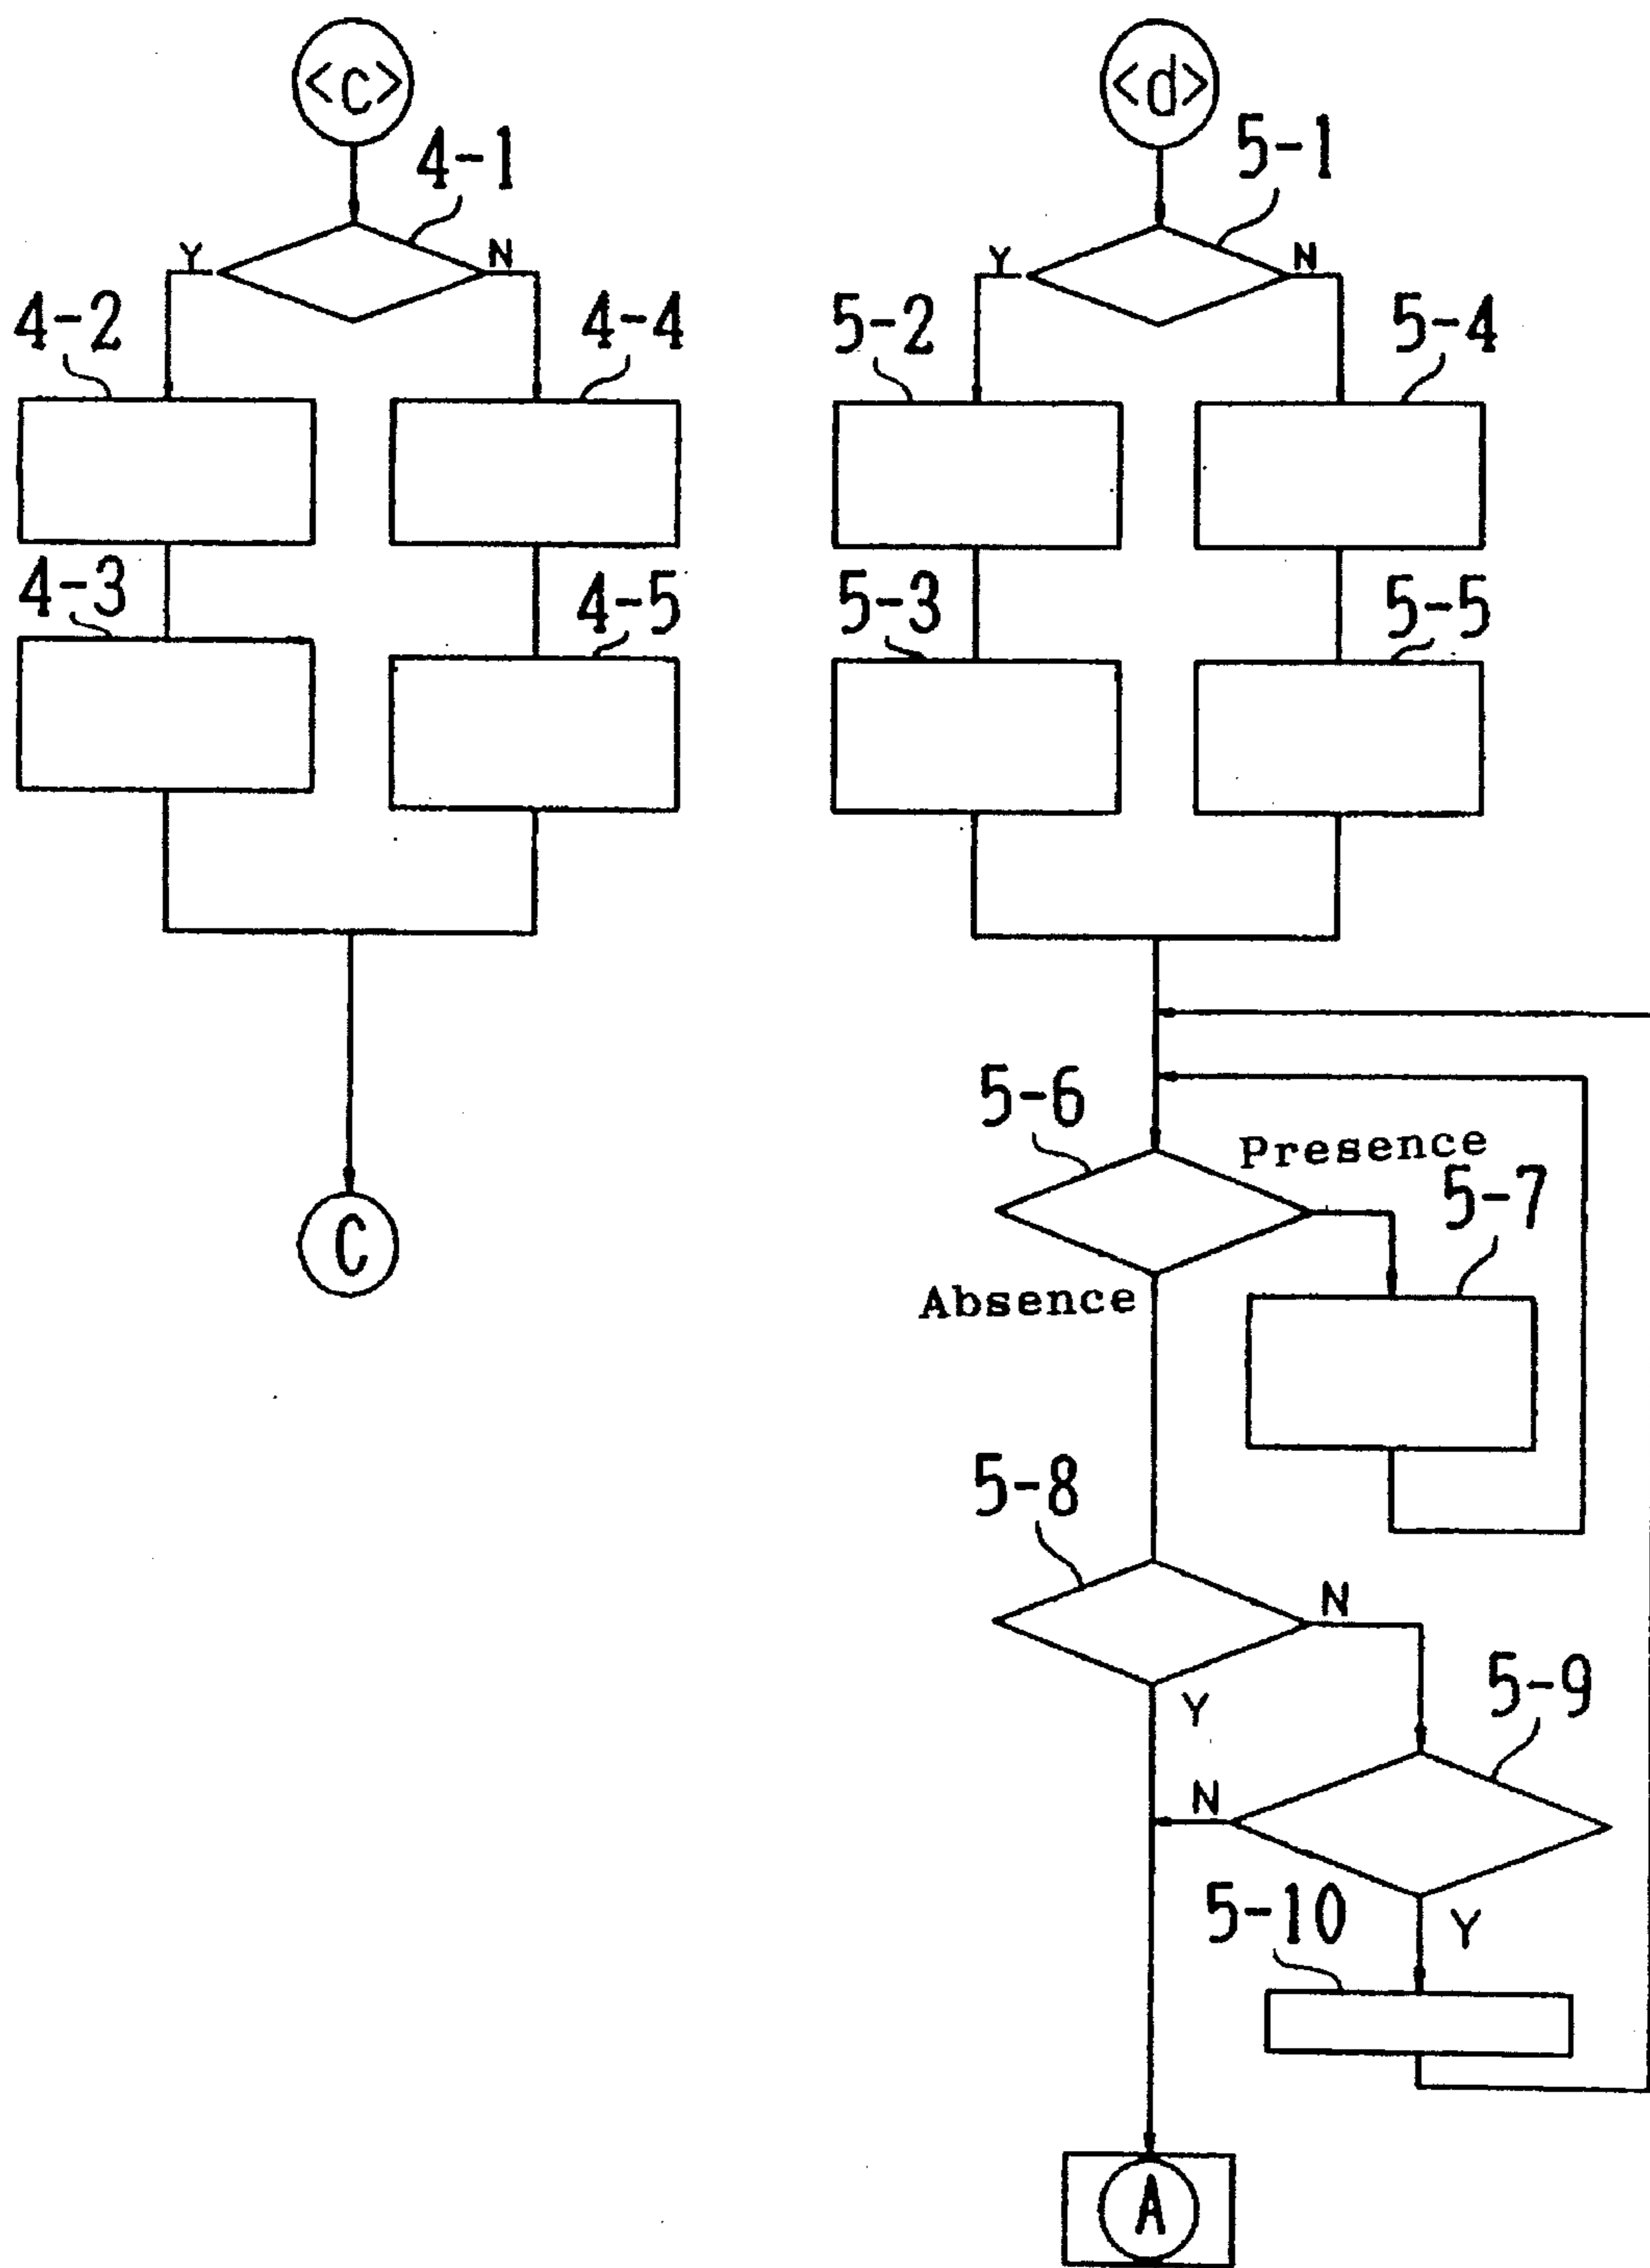 <c>
4-1
Y
N
4-2
4-4
4-3
4-5
C
<d>
5-1
Y
N
5-2
5-4
5-3
5-5
5-6
Presence
5-7
Absence
5-8
N
Y
5-9
N
5-10
Y
A